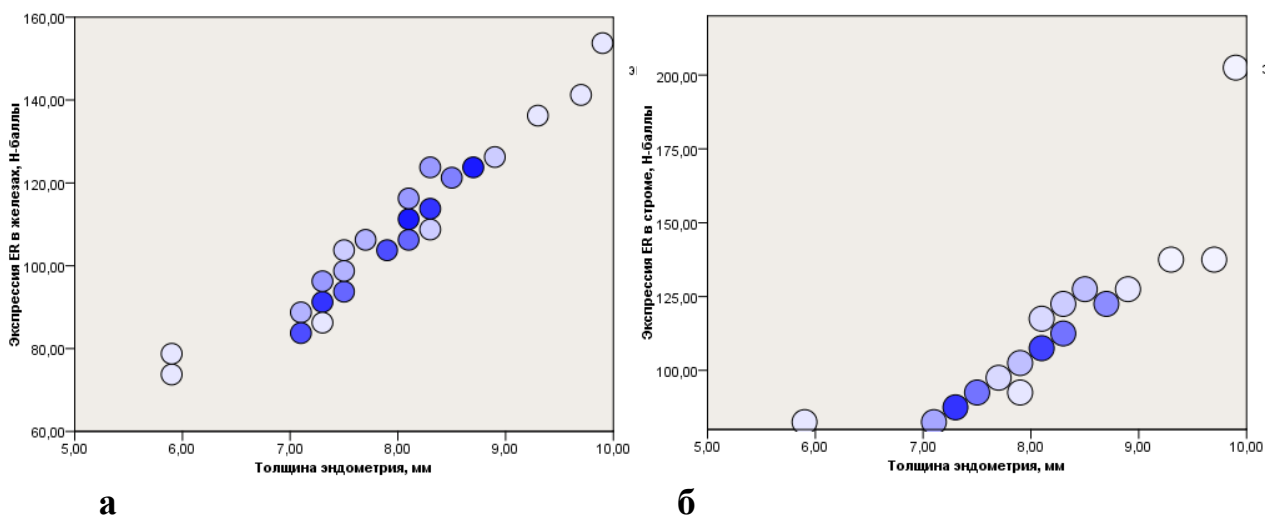 160,00
140,00
120,00
100,00
80,00
60,00
5,00 6,00 7,00 8,00 9,00 10,00
Экспрессия ER в железах, Н-баллы
Толщина эндометрия, мм
а
200,00
175,00
150,00
125,00
100,00
5,00 6,00 7,00 8,00 9,00 10,00
Экспрессия ER в строме, Н-баллы
Толщина эндометрия, мм
б